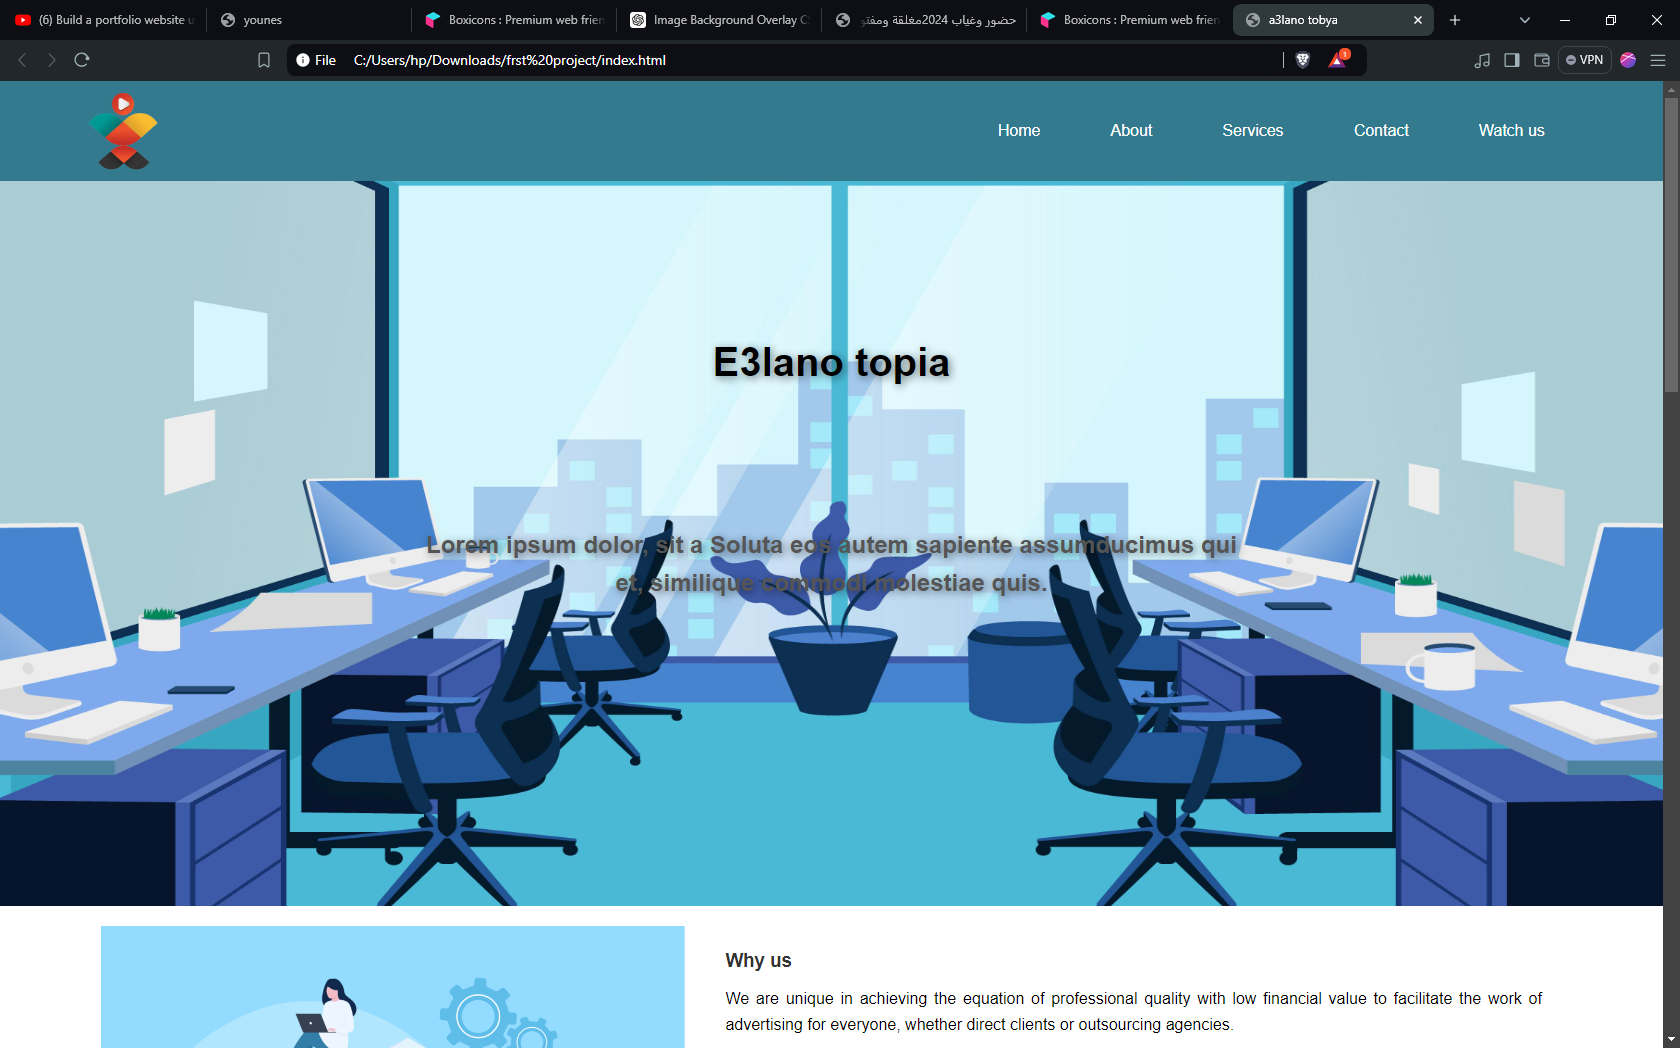 (6) Build a portfolio website u
younes
Boxicons : Premium web frien
Image Background Overlay C
حضور وغياب 2024مغلقة ومفتو
Boxicons : Premium web frien
a3lano tobya
File C:/Users/hp/Downloads/frst%20project/index.html
1
VPN
Home About Services Contact Watch us
E3lano topia
Lorem ipsum dolor, sit a Soluta eos autem sapiente assumducimus qui
et, similique commodi molestiae quis.
Why us
We are unique in achieving the equation of professional quality with low financial value to facilitate the work of
advertising for everyone, whether direct clients or outsourcing agencies.